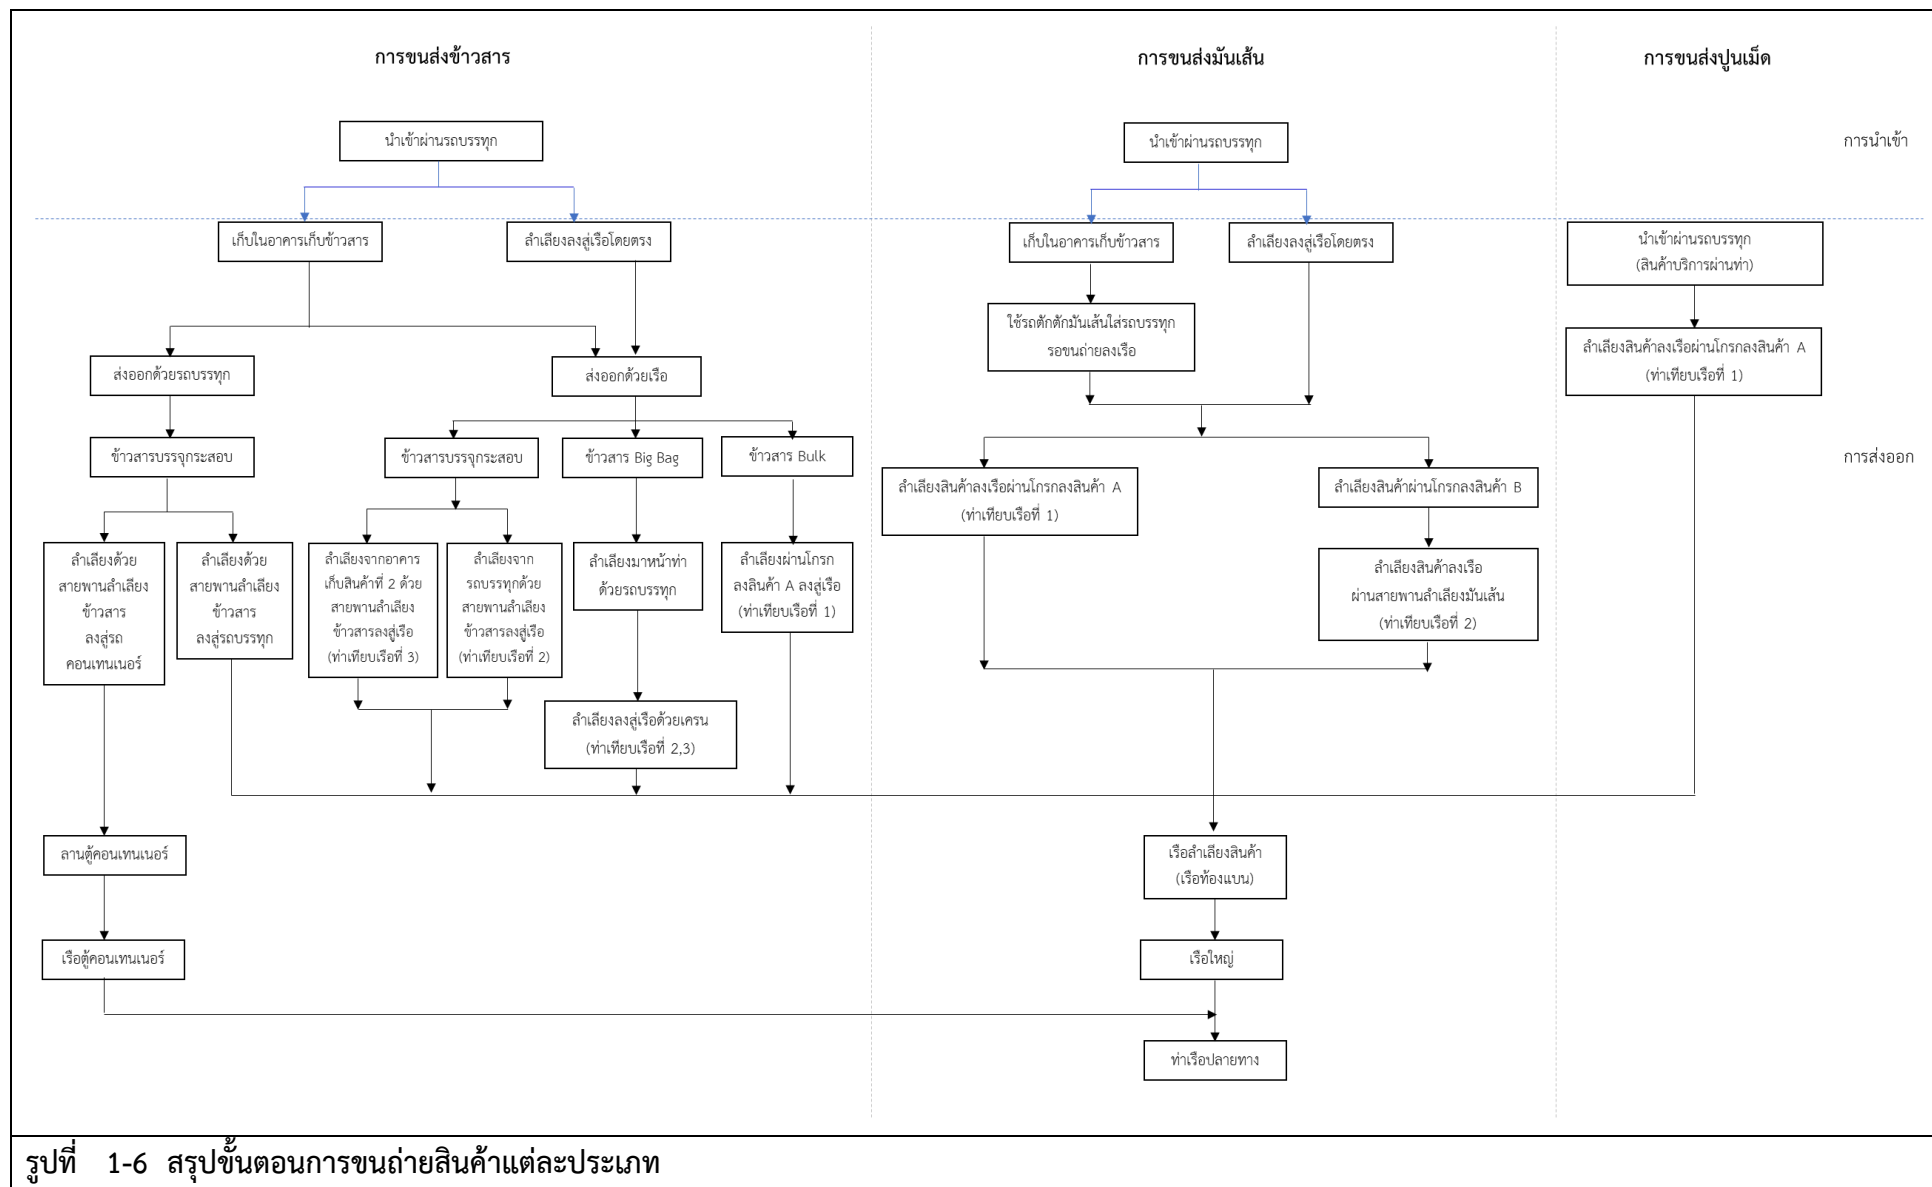 การขนส่งข้าวสาร
การขนส่งมันเส้น
การขนส่งปูนเม็ด
นำเข้าผ่านรถบรรทุก
นำเข้าผ่านรถบรรทุก
การนำเข้า
เก็บในอาคารเก็บข้าวสาร
ลำเลียงลงสู่เรือโดยตรง
เก็บในอาคารเก็บข้าวสาร
ลำเลียงลงสู่เรือโดยตรง
นำเข้าผ่านรถบรรทุก
(สินค้าบริการผ่านท่า)
ใช้รถตักตักมันเส้นใส่รถบรรทุก
รอขนถ่ายลงเรือ
ลำเลียงสินค้าลงเรือผ่านโกรกลงสินค้า A
(ท่าเทียบเรือที่ 1)
ส่งออกด้วยรถบรรทุก
ส่งออกด้วยเรือ
ข้าวสารบรรจุกระสอบ
ข้าวสารบรรจุกระสอบ
ข้าวสาร Big Bag
ข้าวสาร Bulk
การส่งออก
ลำเลียงสินค้าลงเรือผ่านโกรกลงสินค้า A
(ท่าเทียบเรือที่ 1)
ลำเลียงสินค้าผ่านโกรกลงสินค้า B
ลำเลียงด้วย
สายพานลำเลียง
ข้าวสาร
ลงสู่รถ
คอนเทนเนอร์
ลำเลียงด้วย
สายพานลำเลียง
ข้าวสาร
ลงสู่รถบรรทุก
ลำเลียงจากอาคาร
เก็บสินค้าที่ 2 ด้วย
สายพานลำเลียง
ข้าวสารลงสู่เรือ
(ท่าเทียบเรือที่ 3)
ลำเลียงจาก
รถบรรทุกด้วย
สายพานลำเลียง
ข้าวสารลงสู่เรือ
(ท่าเทียบเรือที่ 2)
ลำเลียงมาหน้าท่า
ด้วยรถบรรทุก
ลำเลียงผ่านโกรก
ลงสินค้า A ลงสู่เรือ
(ท่าเทียบเรือที่ 1)
ลำเลียงสินค้าลงเรือ
ผ่านสายพานลำเลียงมันเส้น
(ท่าเทียบเรือที่ 2)
ลำเลียงลงสู่เรือด้วยเครน
(ท่าเทียบเรือที่ 2,3)
ลานตู้คอนเทนเนอร์
เรือลำเลียงสินค้า
(เรือท้องแบน)
เรือตู้คอนเทนเนอร์
เรือใหญ่
ท่าเรือปลายทาง
รูปที่ 1-6 สรุปขั้นตอนการขนถ่ายสินค้าแต่ละประเภท